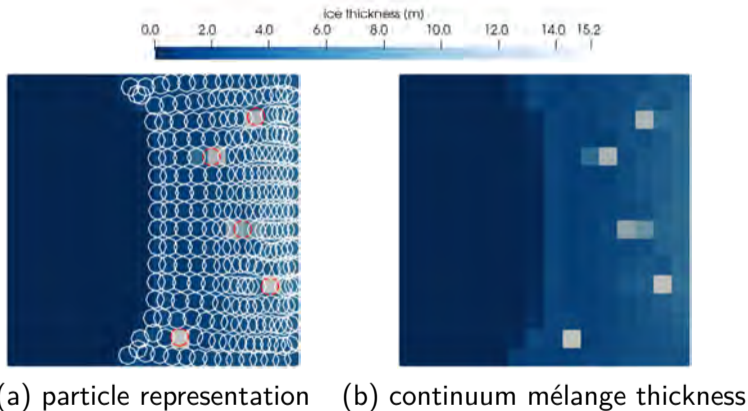 ice thickness (m)
0.0 2.0 4.0 6.0 8.0 10.0 12.0 14.0 15.2
(a) particle representation (b) continuum mélange thickness